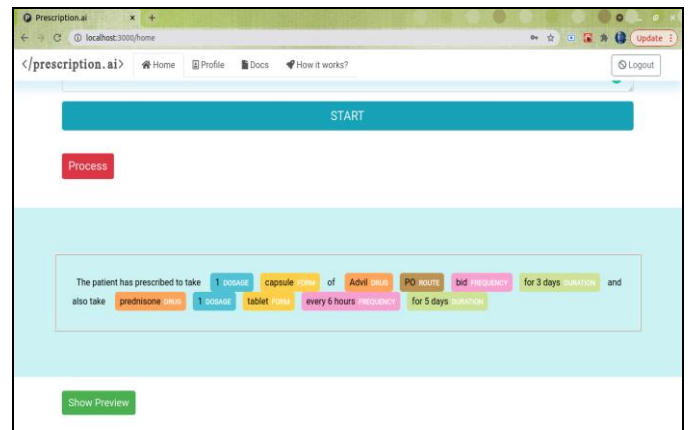 Prescription.ai
localhost:3000/home
Update
</prescription.ai> Home Profile Docs How it works? Logout
START
Process
The patient has prescribed to take 1 DOSAGE capsule FORM of Advil DRUG PO ROUTE bid FREQUENCY for 3 days DURATION and
also take prednisone DRUG 1 DOSAGE tablet FORM every 6 hours FREQUENCY for 5 days DURATION
Show Preview